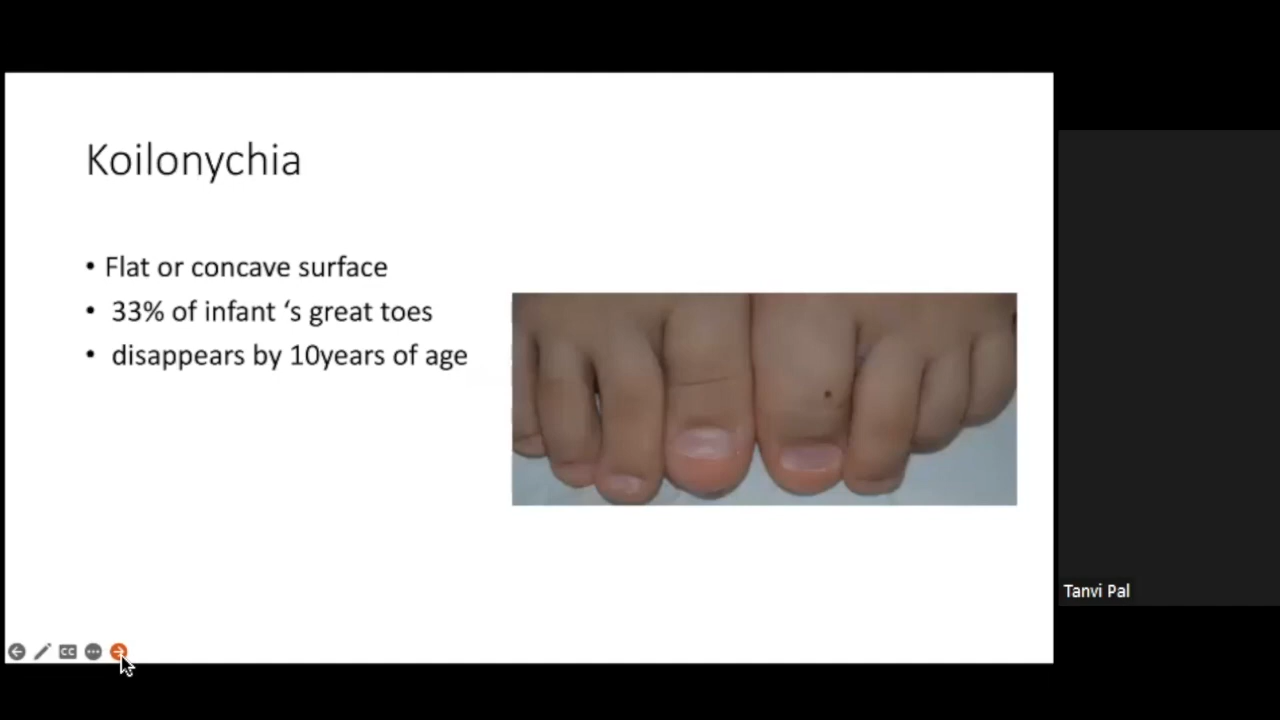 Koilonychia
• Flat or concave surface
• 33% of infant ‘s great toes
• disappears by 10years of age
CC
Tanvi Pal